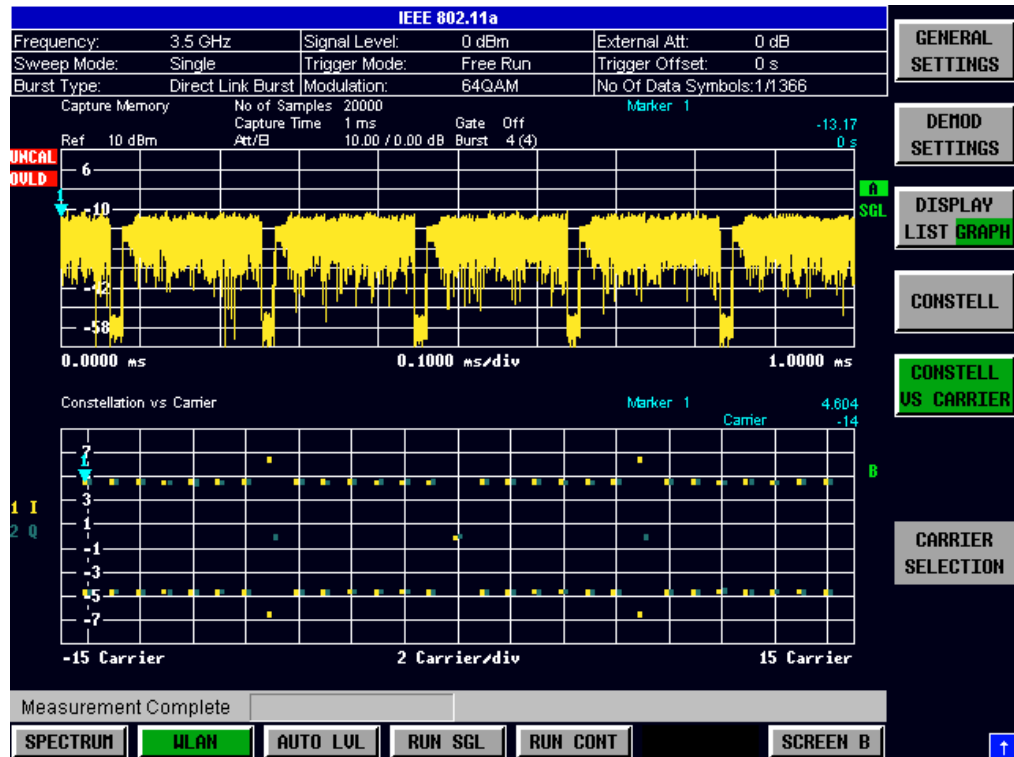 IEEE 802.11a
Frequency: 3.5 GHz Signal Level: 0 dBm External Att: 0 dB
Sweep Mode: Single Trigger Mode: Free Run Trigger Offset: 0 s
Burst Type: Direct Link Burst Modulation: 64QAM No Of Data Symbols: 1/1366
Capture Memory No of Samples 20000 Marker 1
Capture Time 1 ms Gate Off -13.17
Ref 10 dBm Att/El 10.00 / 0.00 dB Burst 4 (4) 0 s
UNCAL
OVLD
6
1
-10
A
SGL
-42
-58
0.0000 ms 0.1000 ms/div 1.0000 ms
Constellation vs Carrier Marker 1 4.604
Carrier -14
7
1
B
3
1 I
1
2 Q
-1
-3
-5
-7
-15 Carrier 2 Carrier/div 15 Carrier
Measurement Complete
SPECTRUM WLAN AUTO LVL RUN SGL RUN CONT SCREEN B
GENERAL
SETTINGS
DEMOD
SETTINGS
DISPLAY
LIST GRAPH
CONSTELL
CONSTELL
VS CARRIER
CARRIER
SELECTION
↑